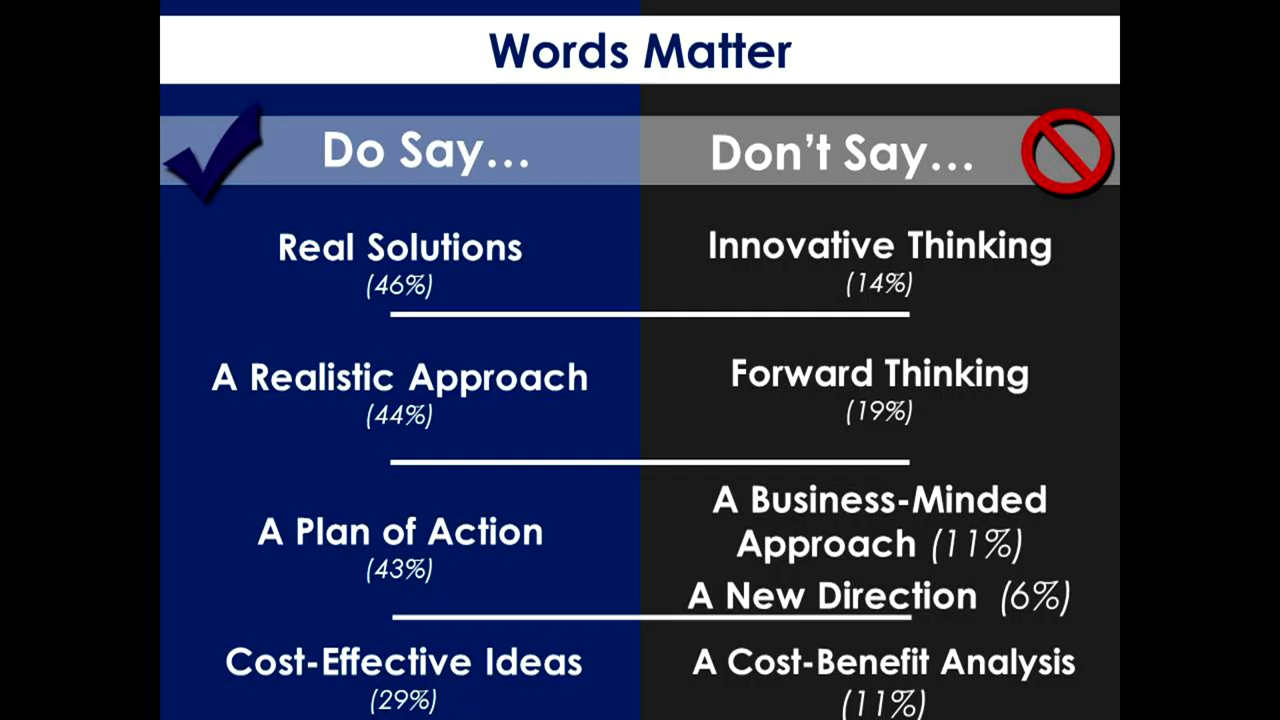 Words Matter
Do Say...
Don't Say...
Real Solutions
(46%)
Innovative Thinking
(14%)
A Realistic Approach
(44%)
Forward Thinking
(19%)
A Plan of Action
(43%)
A Business-Minded
Approach (11%)
A New Direction (6%)
Cost-Effective Ideas
(29%)
A Cost-Benefit Analysis
(11%)